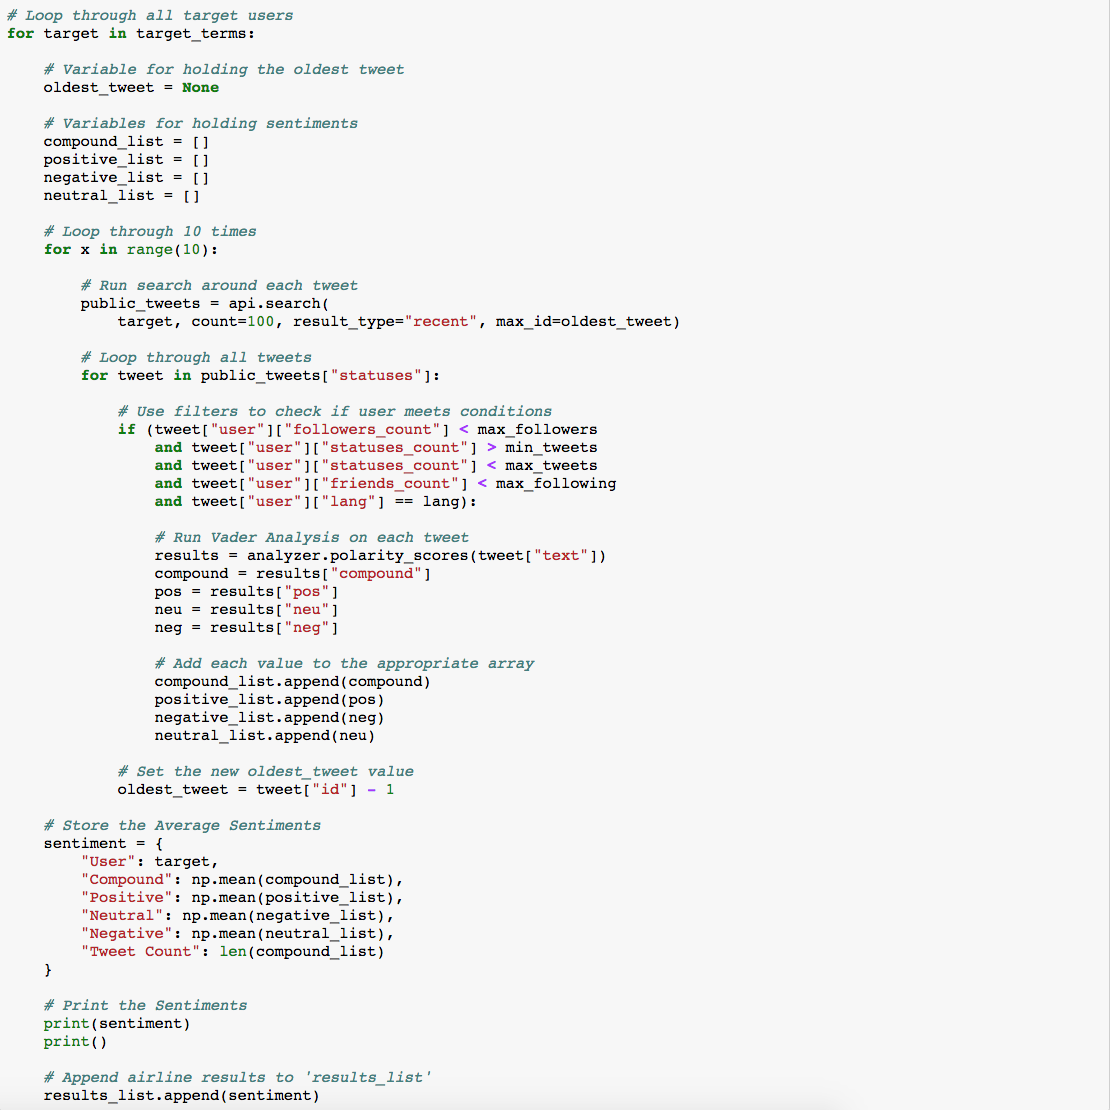 # Loop through all target users
for target in target_terms:
    # Variable for holding the oldest tweet
    oldest_tweet = None
    # Variables for holding sentiments
    compound_list = []
    positive_list = []
    negative_list = []
    neutral_list = []
    # Loop through 10 times
    for x in range(10):
        # Run search around each tweet
        public_tweets = api.search(
            target, count=100, result_type="recent", max_id=oldest_tweet)
        # Loop through all tweets
        for tweet in public_tweets["statuses"]:
            # Use filters to check if user meets conditions
            if (tweet["user"]["followers_count"] < max_followers
                and tweet["user"]["statuses_count"] > min_tweets
                and tweet["user"]["statuses_count"] < max_tweets
                and tweet["user"]["friends_count"] < max_following
                and tweet["user"]["lang"] == lang):
                # Run Vader Analysis on each tweet
                results = analyzer.polarity_scores(tweet["text"])
                compound = results["compound"]
                pos = results["pos"]
                neu = results["neu"]
                neg = results["neg"]
                # Add each value to the appropriate array
                compound_list.append(compound)
                positive_list.append(pos)
                negative_list.append(neg)
                neutral_list.append(neu)
            # Set the new oldest_tweet value
            oldest_tweet = tweet["id"] - 1
    # Store the Average Sentiments
    sentiment = {
        "User": target,
        "Compound": np.mean(compound_list),
        "Positive": np.mean(positive_list),
        "Neutral": np.mean(negative_list),
        "Negative": np.mean(neutral_list),
        "Tweet Count": len(compound_list)
    }
    # Print the Sentiments
    print(sentiment)
    print()
    # Append airline results to 'results_list'
    results_list.append(sentiment)